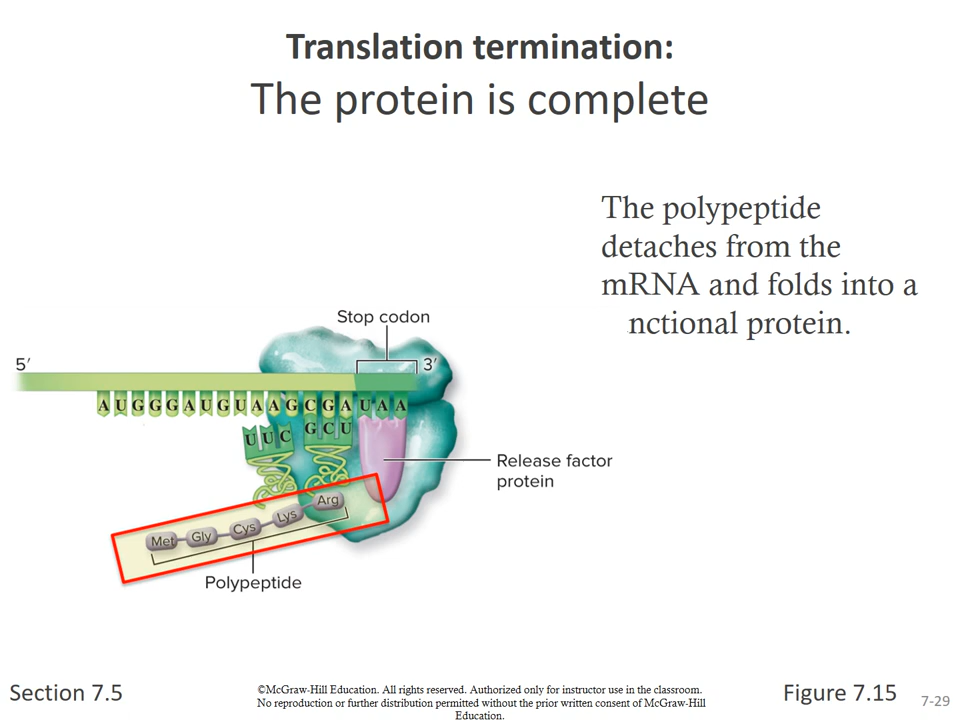 Translation termination:
The protein is complete
The polypeptide
detaches from the
mRNA and folds into a
nctional protein.
Stop codon
5′
3′
A U G G G A U G U A A G C G A U A A
U U C
G C U
Release factor
protein
Met Gly Cys Lys Arg
Polypeptide
Section 7.5
©McGraw-Hill Education. All rights reserved. Authorized only for instructor use in the classroom.
No reproduction or further distribution permitted without the prior written consent of McGraw-Hill
Education.
Figure 7.15
7-29